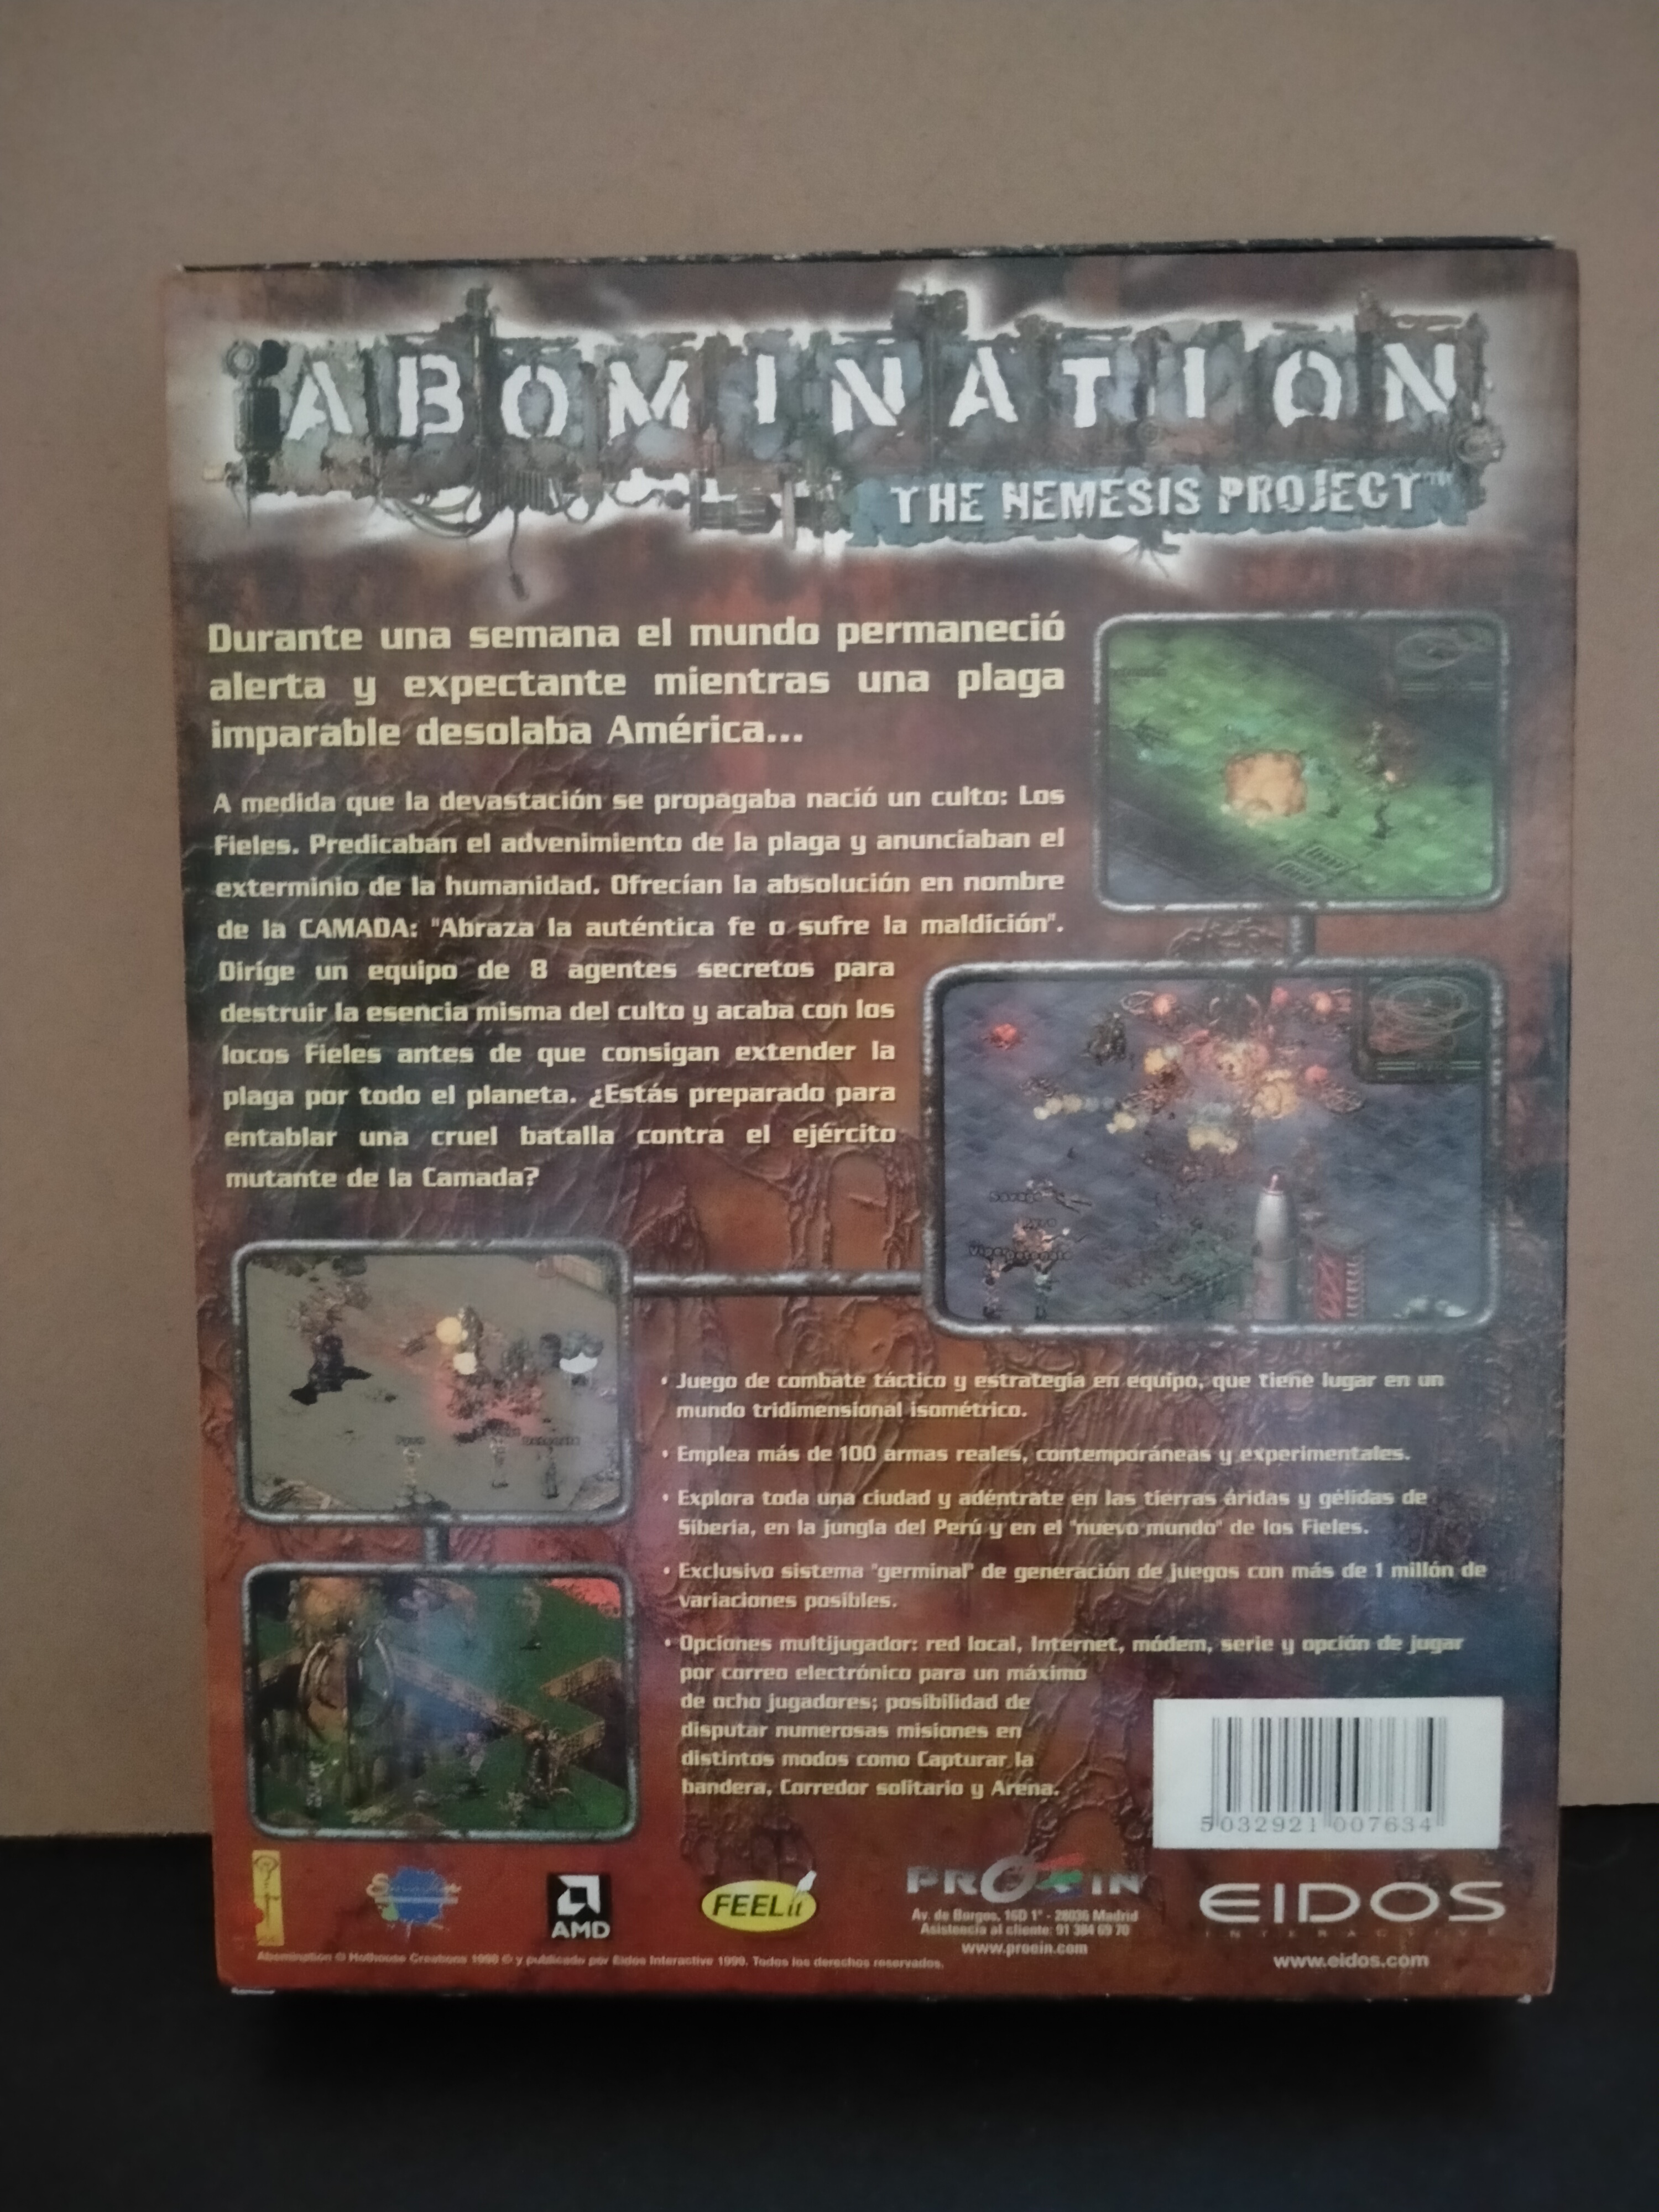 ABOMINATION
THE NEMESIS PROJECT™
Durante una semana el mundo permaneció
alerta y expectante mientras una plaga
imparable desolaba América...
A medida que la devastación se propagaba nació un culto: Los
Fieles. Predicaban el advenimiento de la plaga y anunciaban el
exterminio de la humanidad. Ofrecían la absolución en nombre
de la CAMADA: "Abraza la auténtica fe o sufre la maldición".
Dirige un equipo de 8 agentes secretos para
destruir la esencia misma del culto y acaba con los
locos Fieles antes de que consigan extender la
plaga por todo el planeta. ¿Estás preparado para
entablar una cruel batalla contra el ejército
mutante de la Camada?
• Juego de combate táctico y estrategia en equipo, que tiene lugar en un
mundo tridimensional isométrico.
• Emplea más de 100 armas reales, contemporáneas y experimentales.
• Explora toda una ciudad y adéntrate en las tierras áridas y gélidas de
Siberia, en la jungla del Perú y en el "nuevo mundo" de los Fieles.
• Exclusivo sistema "germinal" de generación de juegos con más de 1 millón de
variaciones posibles.
• Opciones multijugador: red local, Internet, módem, serie y opción de jugar
por correo electrónico para un máximo
de ocho jugadores; posibilidad de
disputar numerosas misiones en
distintos modos como Capturar la
bandera, Corredor solitario y Arena.
5 032921 007634
AMD
FEELit
PROEIN
Av. de Burgos, 16D 1° - 28036 Madrid
Asistencia al cliente: 91 384 69 70
www.proein.com
EIDOS
INTERACTIVE
www.eidos.com
Abomination © Hothouse Creations 1998 © y publicado por Eidos Interactive 1999. Todos los derechos reservados.